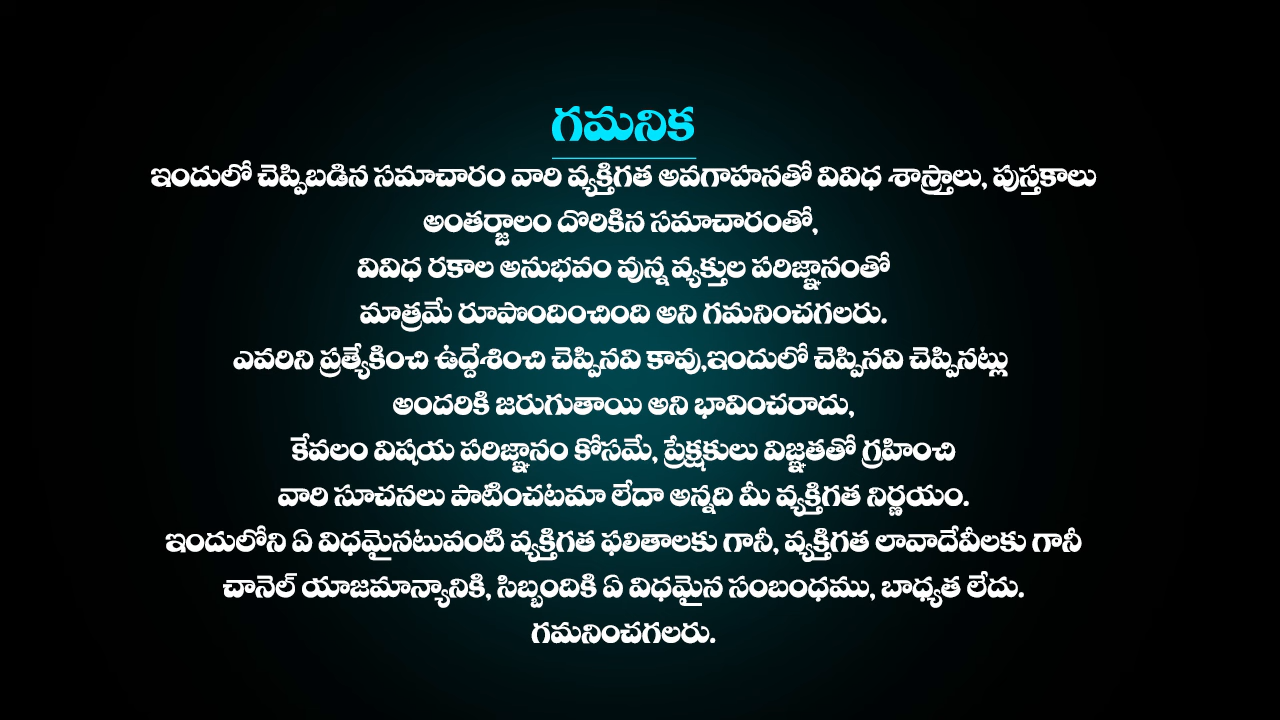 గమనిక
ఇందులో చెప్పిబడిన సమాచారం వారి వ్యక్తిగత అవగాహనతో వివిధ శాస్త్రాలు, పుస్తకాలు
అంతర్జాలం దొరికిన సమాచారంతో,
వివిధ రకాల అనుభవం వున్న వ్యక్తుల పరిజ్ఞానంతో
మాత్రమే రూపొందించింది అని గమనించగలరు.
ఎవరిని ప్రత్యేకించి ఉద్దేశించి చెప్పినవి కావు,ఇందులో చెప్పినవి చెప్పినట్లు
అందరికి జరుగుతాయి అని భావించరాదు,
కేవలం విషయ పరిజ్ఞానం కోసమే, ప్రేక్షకులు విజ్ఞతతో గ్రహించి
వారి సూచనలు పాటించటమా లేదా అన్నది మీ వ్యక్తిగత నిర్ణయం.
ఇందులోని ఏ విధమైనటువంటి వ్యక్తిగత ఫలితాలకు గానీ, వ్యక్తిగత లావాదేవీలకు గానీ
చానెల్ యాజమాన్యానికి, సిబ్బందికి ఏ విధమైన సంబంధము, బాధ్యత లేదు.
గమనించగలరు.